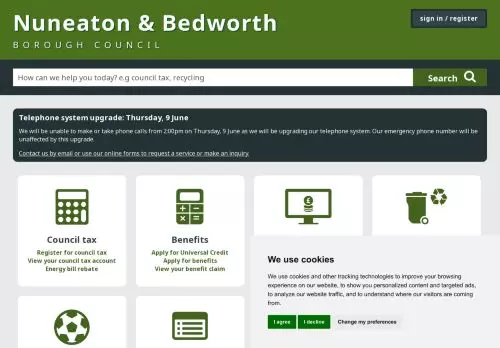 Nuneaton & Bedworth
BOROUGH COUNCIL
sign in / register
How can we help you today? e.g council tax, recycling
Search
Telephone system upgrade: Thursday, 9 June
We will be unable to make or take phone calls from 2:00pm on Thursday, 9 June as we will be upgrading our telephone system. Our emergency phone number will be
unaffected by this upgrade.
Contact us by email or use our online forms to request a service or make an inquiry.
Council tax
Register for council tax
View your council tax account
Energy bill rebate
Benefits
Apply for Universal Credit
Apply for benefits
View your benefit claim
We use cookies
We use cookies and other tracking technologies to improve your browsing
experience on our website, to show you personalized content and targeted ads,
to analyze our website traffic, and to understand where our visitors are coming
from.
I agree
I decline
Change my preferences